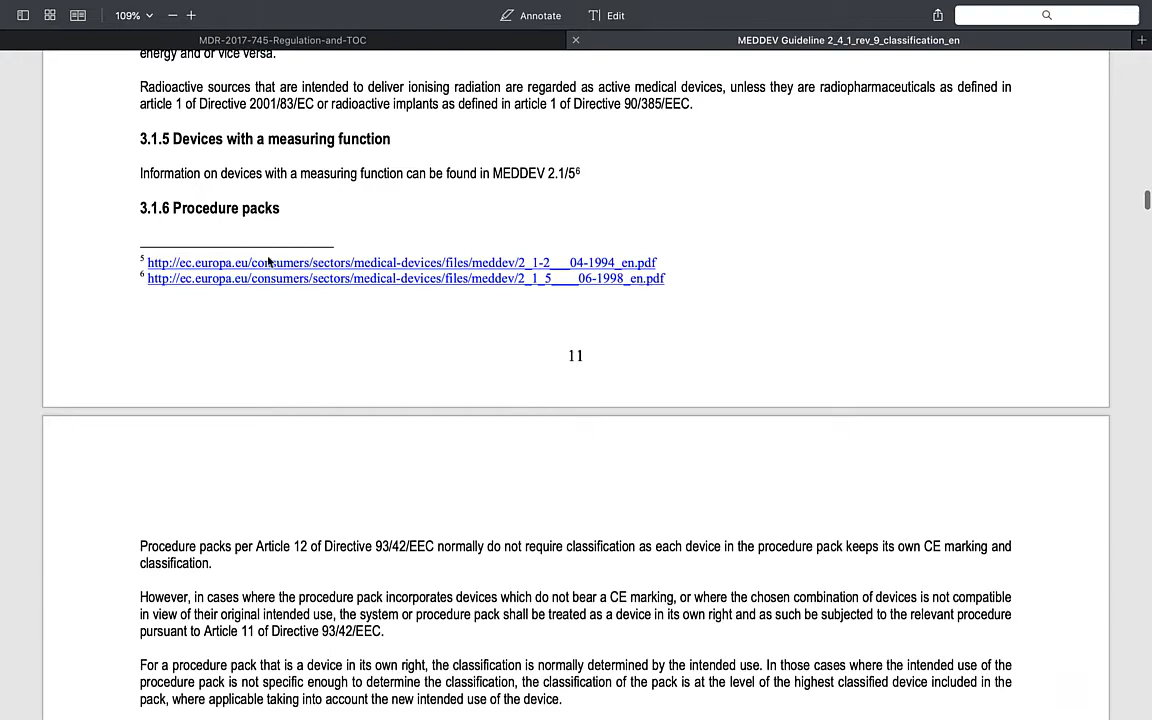 109%
Annotate
Edit
MDR-2017-745-Regulation-and-TOC
MEDDEV Guideline 2_4_1_rev_9_classification_en
energy and or vice versa.
Radioactive sources that are intended to deliver ionising radiation are regarded as active medical devices, unless they are radiopharmaceuticals as defined in
article 1 of Directive 2001/83/EC or radioactive implants as defined in article 1 of Directive 90/385/EEC.
3.1.5 Devices with a measuring function
Information on devices with a measuring function can be found in MEDDEV 2.1/5⁶
3.1.6 Procedure packs
⁵ http://ec.europa.eu/consumers/sectors/medical-devices/files/meddev/2_1-2___04-1994_en.pdf
⁶ http://ec.europa.eu/consumers/sectors/medical-devices/files/meddev/2_1_5____06-1998_en.pdf
11
Procedure packs per Article 12 of Directive 93/42/EEC normally do not require classification as each device in the procedure pack keeps its own CE marking and
classification.
However, in cases where the procedure pack incorporates devices which do not bear a CE marking, or where the chosen combination of devices is not compatible
in view of their original intended use, the system or procedure pack shall be treated as a device in its own right and as such be subjected to the relevant procedure
pursuant to Article 11 of Directive 93/42/EEC.
For a procedure pack that is a device in its own right, the classification is normally determined by the intended use. In those cases where the intended use of the
procedure pack is not specific enough to determine the classification, the classification of the pack is at the level of the highest classified device included in the
pack, where applicable taking into account the new intended use of the device.